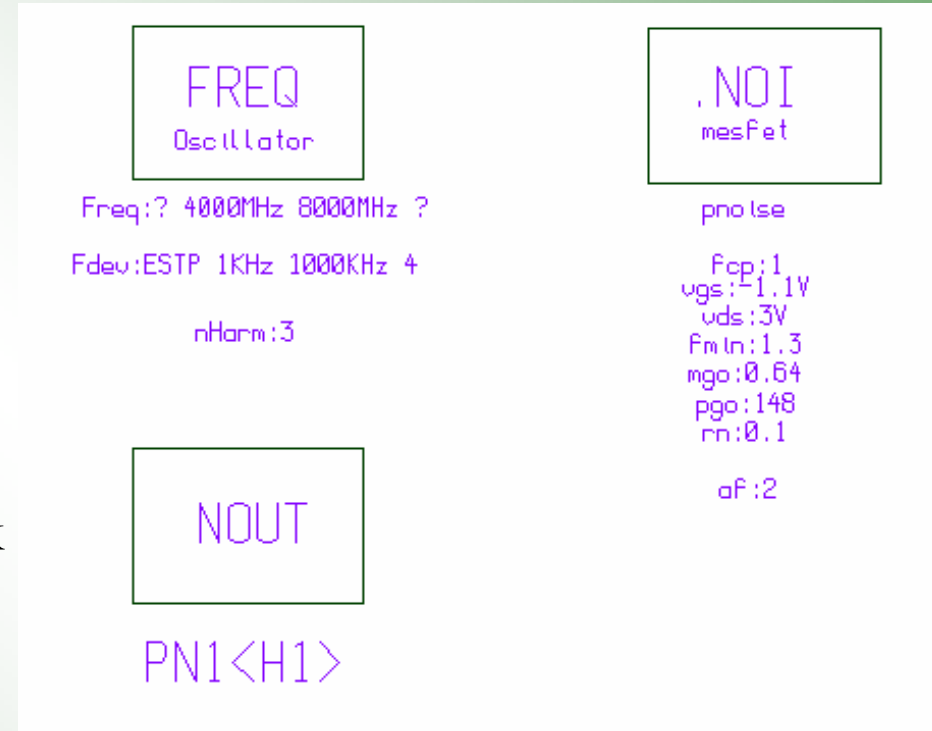 FREQ
Oscillator
Freq:? 4000MHz 8000MHz ?
Fdev:ESTP 1KHz 1000KHz 4
nHarm:3
NOUT
PN1<H1>
.NOI
mesfet
pnoise
fcp:1
vgs:-1.1V
vds:3V
fmin:1.3
mgo:0.64
pgo:148
rn:0.1
af:2